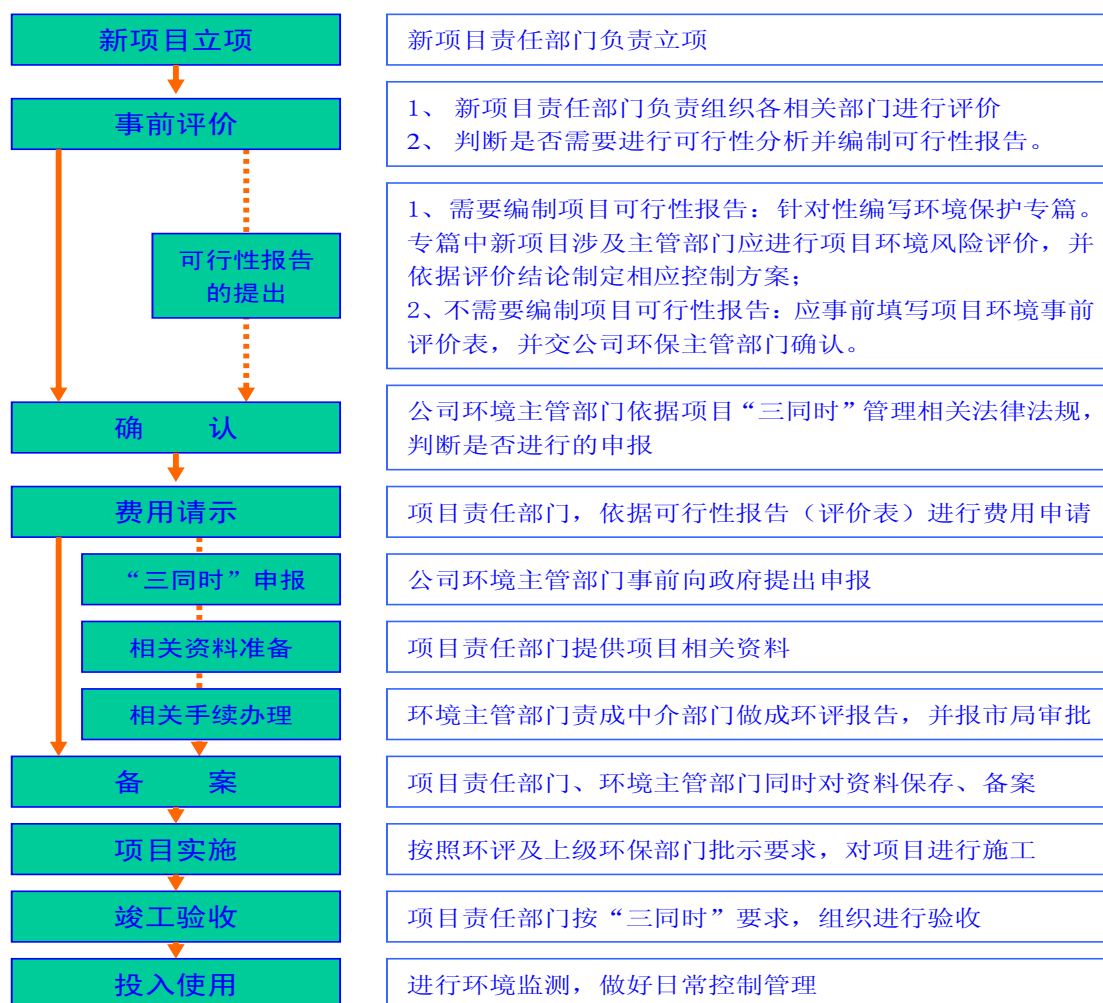 新项目立项
新项目责任部门负责立项
事前评价
1、 新项目责任部门负责组织各相关部门进行评价
2、 判断是否需要进行可行性分析并编制可行性报告。
可行性报告
的提出
1、需要编制项目可行性报告：针对性编写环境保护专篇。
专篇中新项目涉及主管部门应进行项目环境风险评价，并
依据评价结论制定相应控制方案；
2、不需要编制项目可行性报告：应事前填写项目环境事前
评价表，并交公司环保主管部门确认。
确 认
公司环境主管部门依据项目“三同时”管理相关法律法规，
判断是否进行的申报
费用请示
项目责任部门，依据可行性报告（评价表）进行费用申请
“三同时”申报
公司环境主管部门事前向政府提出申报
相关资料准备
项目责任部门提供项目相关资料
相关手续办理
环境主管部门责成中介部门做成环评报告，并报市局审批
备 案
项目责任部门、环境主管部门同时对资料保存、备案
项目实施
按照环评及上级环保部门批示要求，对项目进行施工
竣工验收
项目责任部门按“三同时”要求，组织进行验收
投入使用
进行环境监测，做好日常控制管理